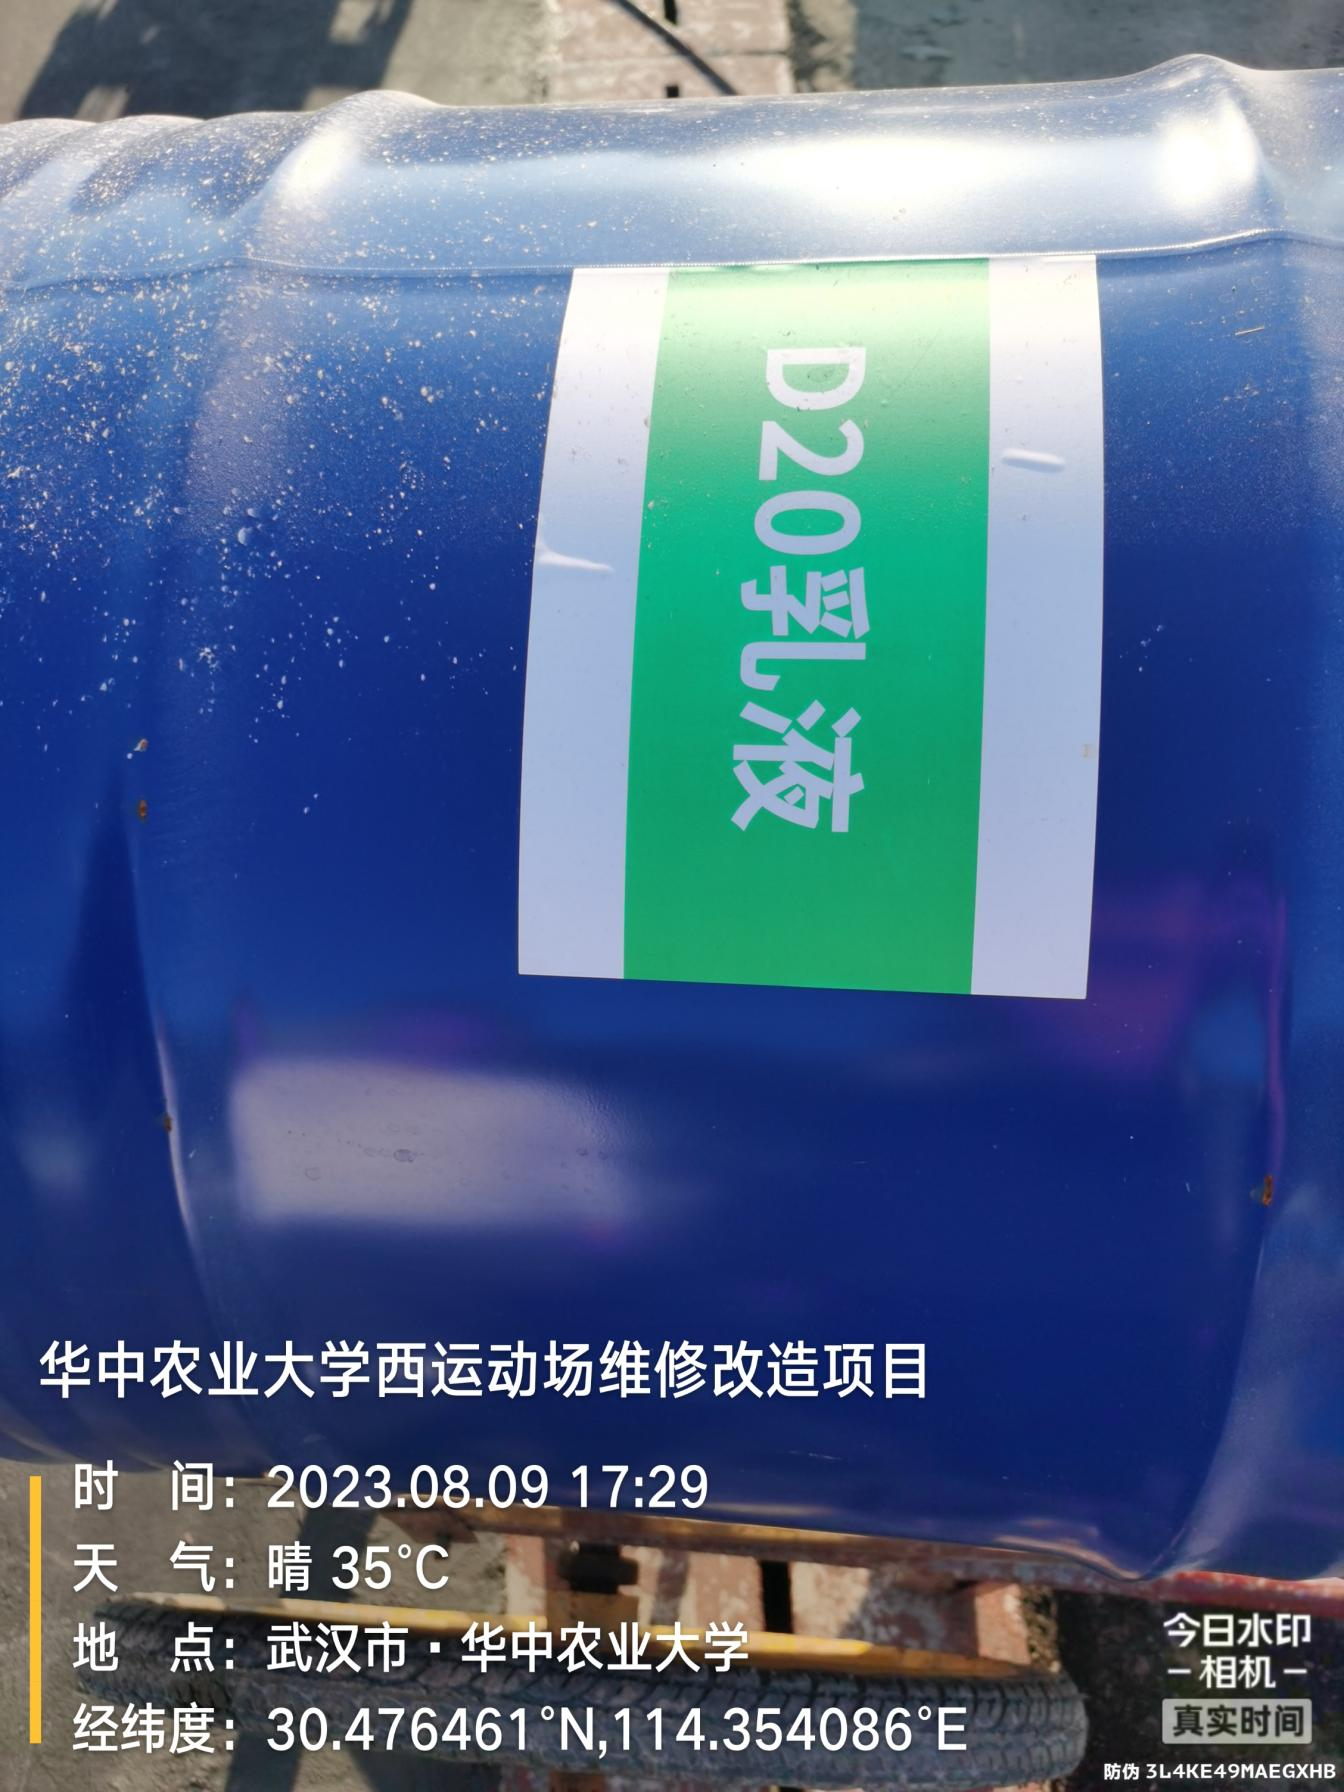 D20乳液
华中农业大学西运动场维修改造项目
时 间：2023.08.09 17:29
天 气：晴 35°C
地 点：武汉市·华中农业大学
经纬度：30.476461°N,114.354086°E
今日水印
相机
真实时间
防伪 3L4KE49MAEGXHB